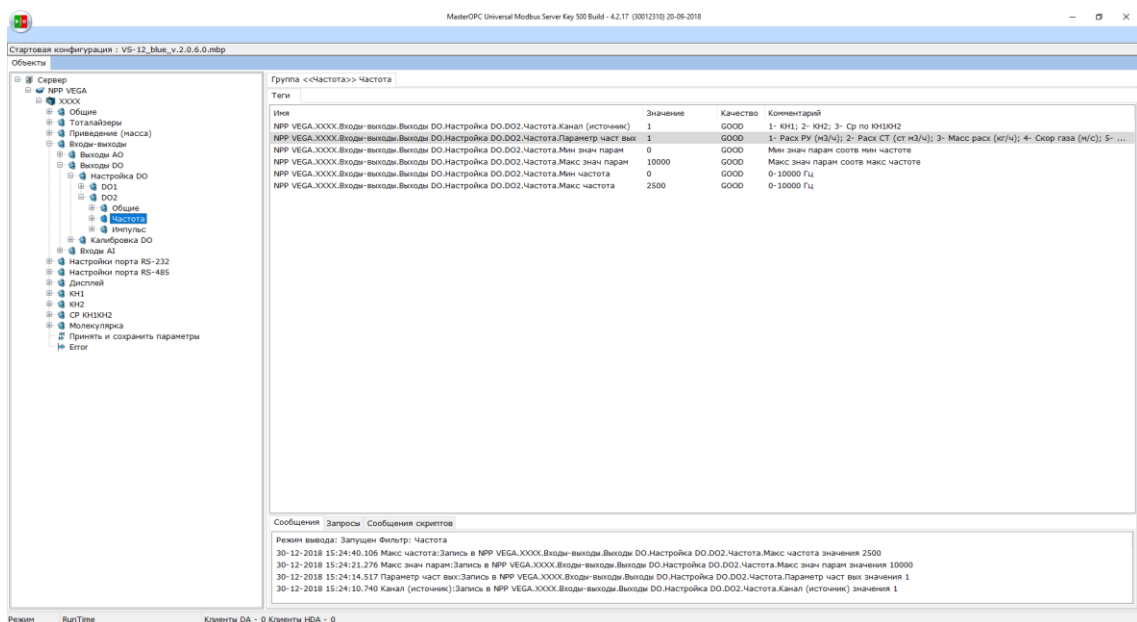 MasterOPC Universal Modbus Server Key 500 Build - 4.2.17 (30012310) 20-09-2018
Стартовая конфигурация : VS-12_blue_v.2.0.6.0.mbp
Объекты
Сервер
NPP VEGA
XXXX
Общие
Тоталайзеры
Приведение (масса)
Входы-выходы
Выходы AO
Выходы DO
Настройка DO
DO1
DO2
Общие
Частота
Импульс
Калибровка DO
Входы AI
Настройки порта RS-232
Настройки порта RS-485
Дисплей
КН1
КН2
СР КН1КН2
Молекулярка
Принять и сохранить параметры
Error
Группа <<Частота>> Частота
Теги
Имя Значение Качество Комментарий
NPP VEGA.XXXX.Входы-выходы.Выходы DO.Настройка DO.DO2.Частота.Канал (источник) 1 GOOD 1- КН1; 2- КН2; 3- Ср по КН1КН2
NPP VEGA.XXXX.Входы-выходы.Выходы DO.Настройка DO.DO2.Частота.Параметр част вых 1 GOOD 1- Расх РУ (м3/ч); 2- Расх СТ (ст м3/ч); 3- Масс расх (кг/ч); 4- Скор газа (м/с); 5- ...
NPP VEGA.XXXX.Входы-выходы.Выходы DO.Настройка DO.DO2.Частота.Мин знач парам 0 GOOD Мин знач парам соотв мин частоте
NPP VEGA.XXXX.Входы-выходы.Выходы DO.Настройка DO.DO2.Частота.Макс знач парам 10000 GOOD Макс знач парам соотв макс частоте
NPP VEGA.XXXX.Входы-выходы.Выходы DO.Настройка DO.DO2.Частота.Мин частота 0 GOOD 0-10000 Гц
NPP VEGA.XXXX.Входы-выходы.Выходы DO.Настройка DO.DO2.Частота.Макс частота 2500 GOOD 0-10000 Гц
Сообщения Запросы Сообщения скриптов
Режим вывода: Запущен Фильтр: Частота
30-12-2018 15:24:40.106 Макс частота:Запись в NPP VEGA.XXXX.Входы-выходы.Выходы DO.Настройка DO.DO2.Частота.Макс частота значения 2500
30-12-2018 15:24:21.276 Макс знач парам:Запись в NPP VEGA.XXXX.Входы-выходы.Выходы DO.Настройка DO.DO2.Частота.Макс знач парам значения 10000
30-12-2018 15:24:14.517 Параметр част вых:Запись в NPP VEGA.XXXX.Входы-выходы.Выходы DO.Настройка DO.DO2.Частота.Параметр част вых значения 1
30-12-2018 15:24:10.740 Канал (источник):Запись в NPP VEGA.XXXX.Входы-выходы.Выходы DO.Настройка DO.DO2.Частота.Канал (источник) значения 1
Режим RunTime Клиенты DA - 0 Клиенты HDA - 0